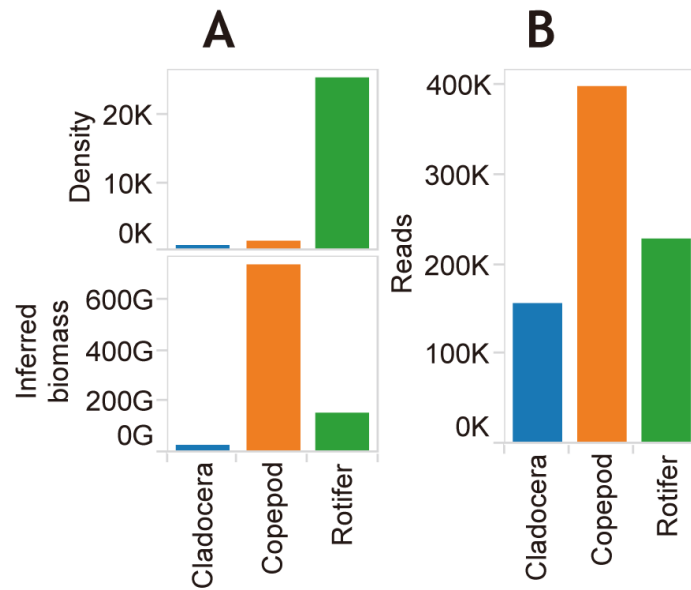 A
B
Density
20K
10K
0K
Inferred
biomass
600G
400G
200G
0G
Cladocera
Copepod
Rotifer
Reads
400K
300K
200K
100K
0K
Cladocera
Copepod
Rotifer